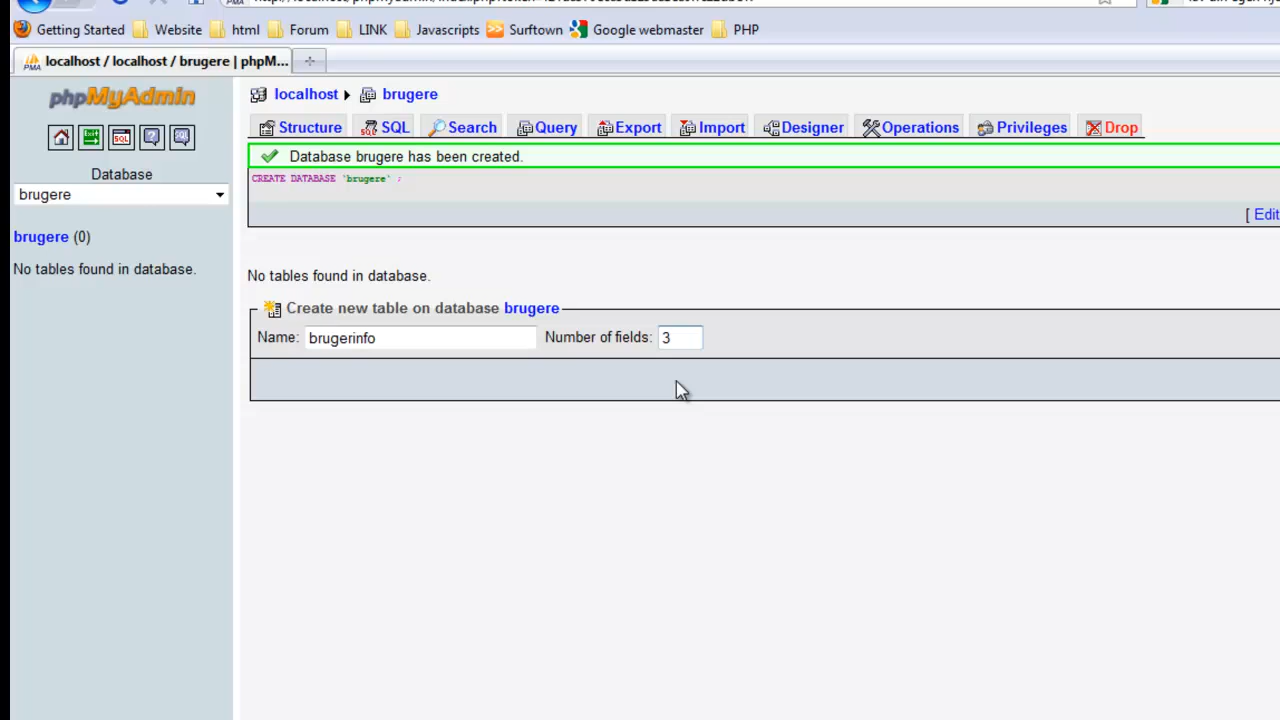 Getting Started Website html Forum LINK Javascripts Surftown Google webmaster PHP
localhost / localhost / brugere | phpM...
phpMyAdmin
localhost brugere
Structure SQL Search Query Export Import Designer Operations Privileges Drop
Database
brugere
brugere (0)
No tables found in database.
Database brugere has been created.
CREATE DATABASE `brugere` ;
[ Edit
No tables found in database.
Create new table on database brugere
Name: brugerinfo Number of fields: 3